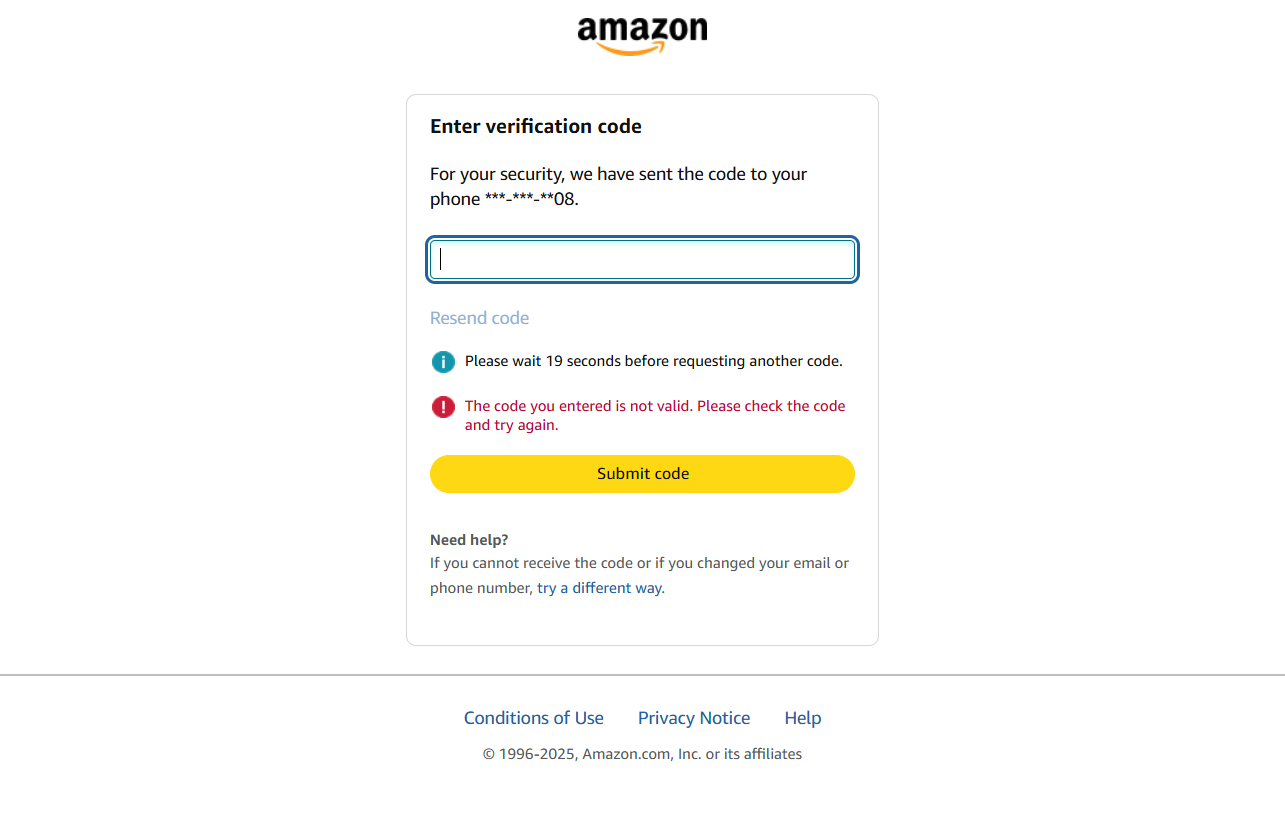 amazon
Enter verification code
For your security, we have sent the code to your
phone ***-***-**08.
Resend code
Please wait 19 seconds before requesting another code.
The code you entered is not valid. Please check the code
and try again.
Submit code
Need help?
If you cannot receive the code or if you changed your email or
phone number, try a different way.
Conditions of Use Privacy Notice Help
© 1996-2025, Amazon.com, Inc. or its affiliates